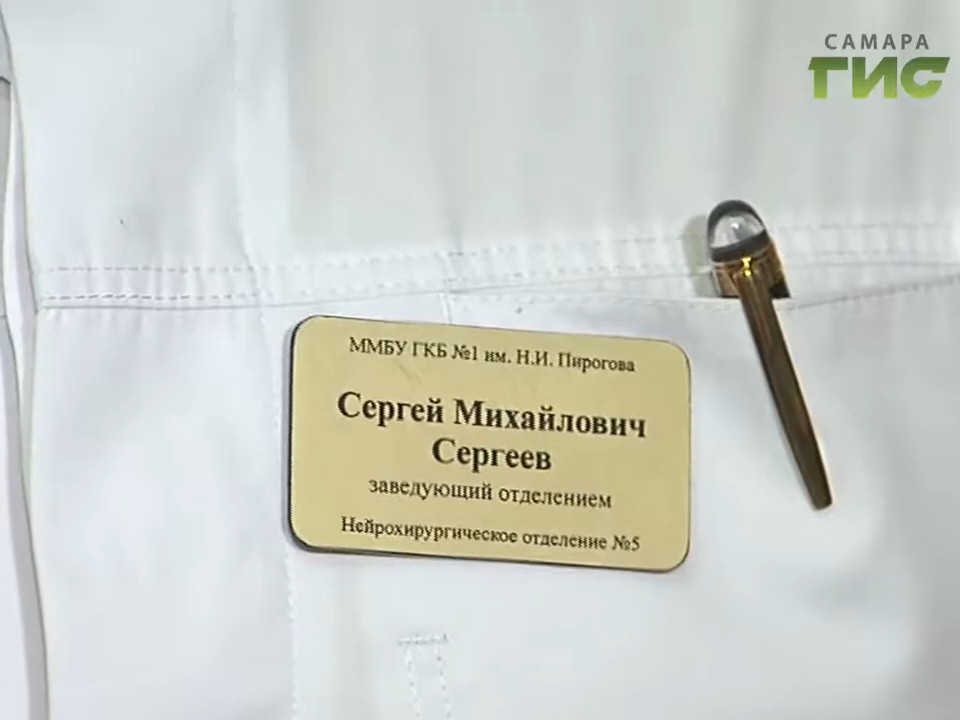 САМАРА
ГИС
ММБУ ГКБ №1 им. Н.И. Пирогова
Сергей Михайлович
Сергеев
заведующий отделением
Нейрохирургическое отделение №5